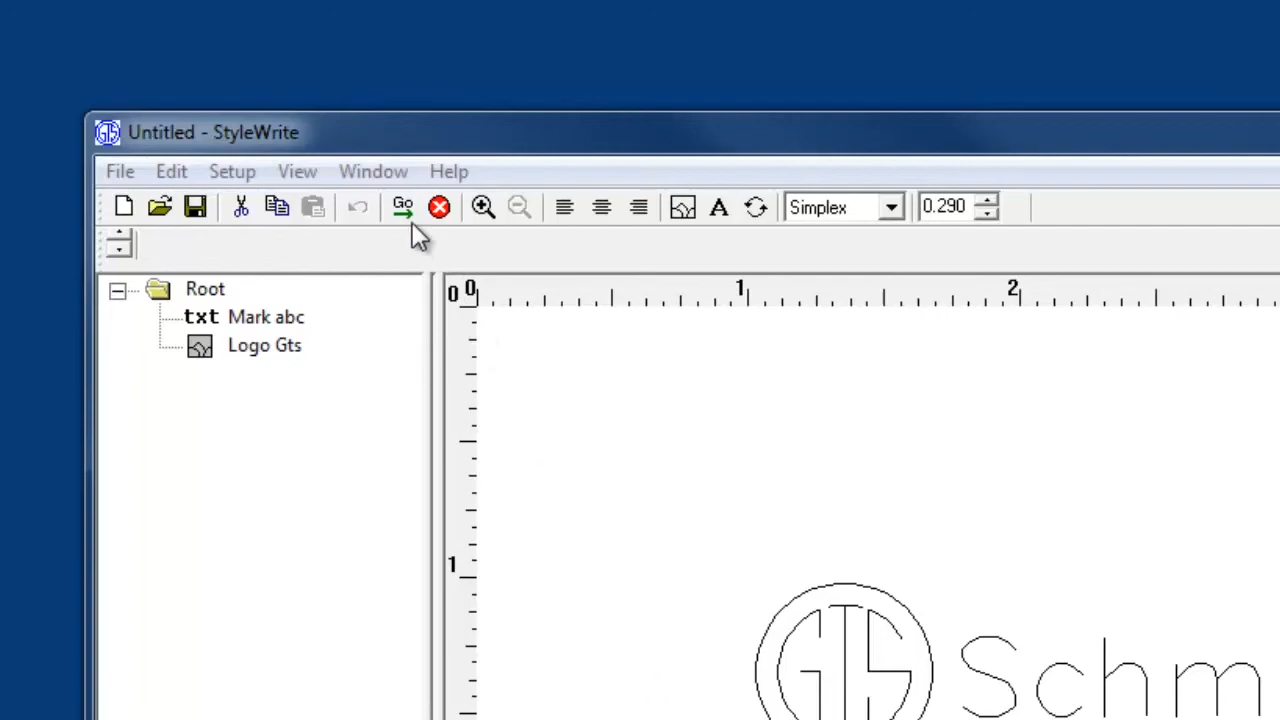 Untitled - StyleWrite
File Edit Setup View Window Help
Go A Simplex 0.290
Root
txt Mark abc
Logo Gts
0 0 1 2
1
GTS Schm